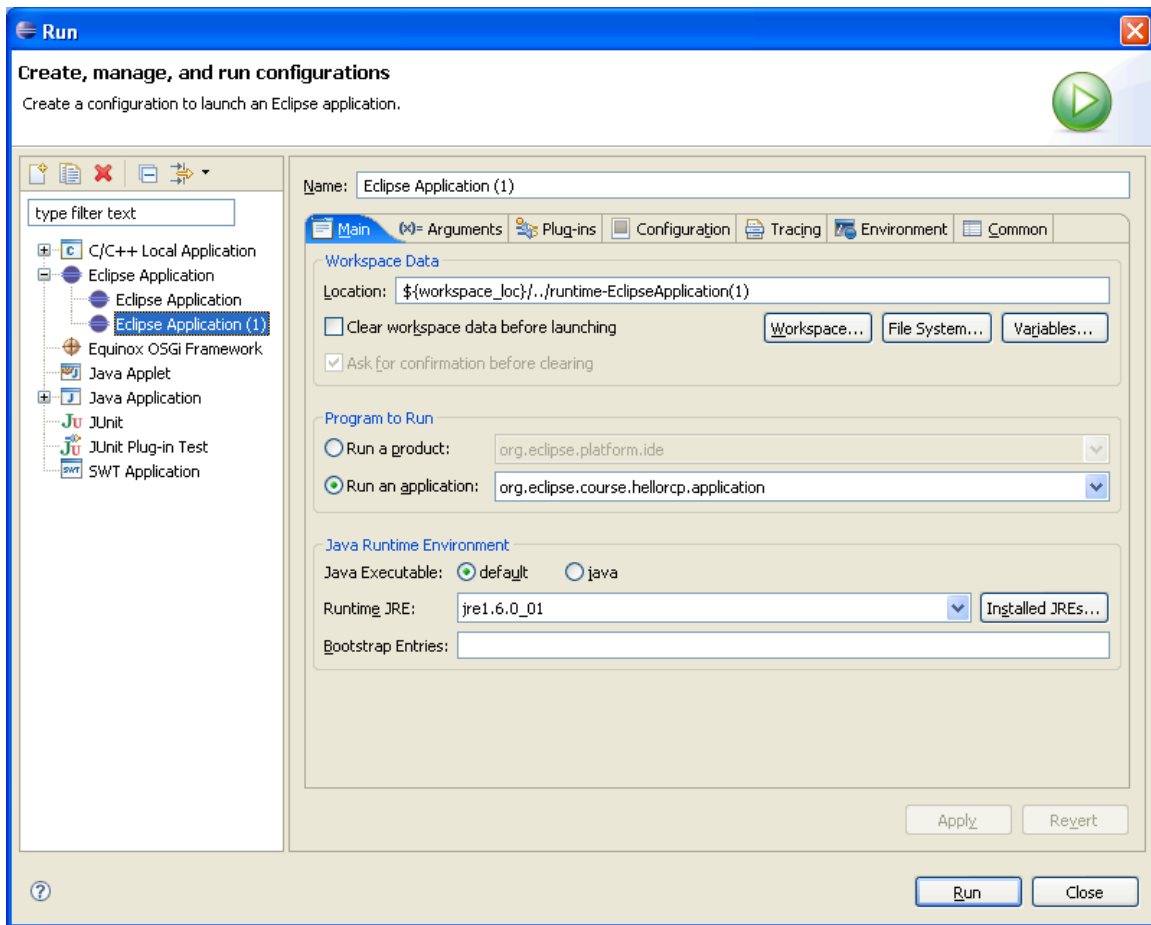 Run
Create, manage, and run configurations
Create a configuration to launch an Eclipse application.
type filter text
C/C++ Local Application
Eclipse Application
Eclipse Application
Eclipse Application (1)
Equinox OSGi Framework
Java Applet
Java Application
JUnit
JUnit Plug-in Test
SWT Application
Name: Eclipse Application (1)
Main (x)= Arguments Plug-ins Configuration Tracing Environment Common
Workspace Data
Location: ${workspace_loc}/../runtime-EclipseApplication(1)
Clear workspace data before launching Workspace... File System... Variables...
Ask for confirmation before clearing
Program to Run
Run a product: org.eclipse.platform.ide
Run an application: org.eclipse.course.hellorcp.application
Java Runtime Environment
Java Executable: default java
Runtime JRE: jre1.6.0_01 Installed JREs...
Bootstrap Entries:
Apply Revert
Run Close